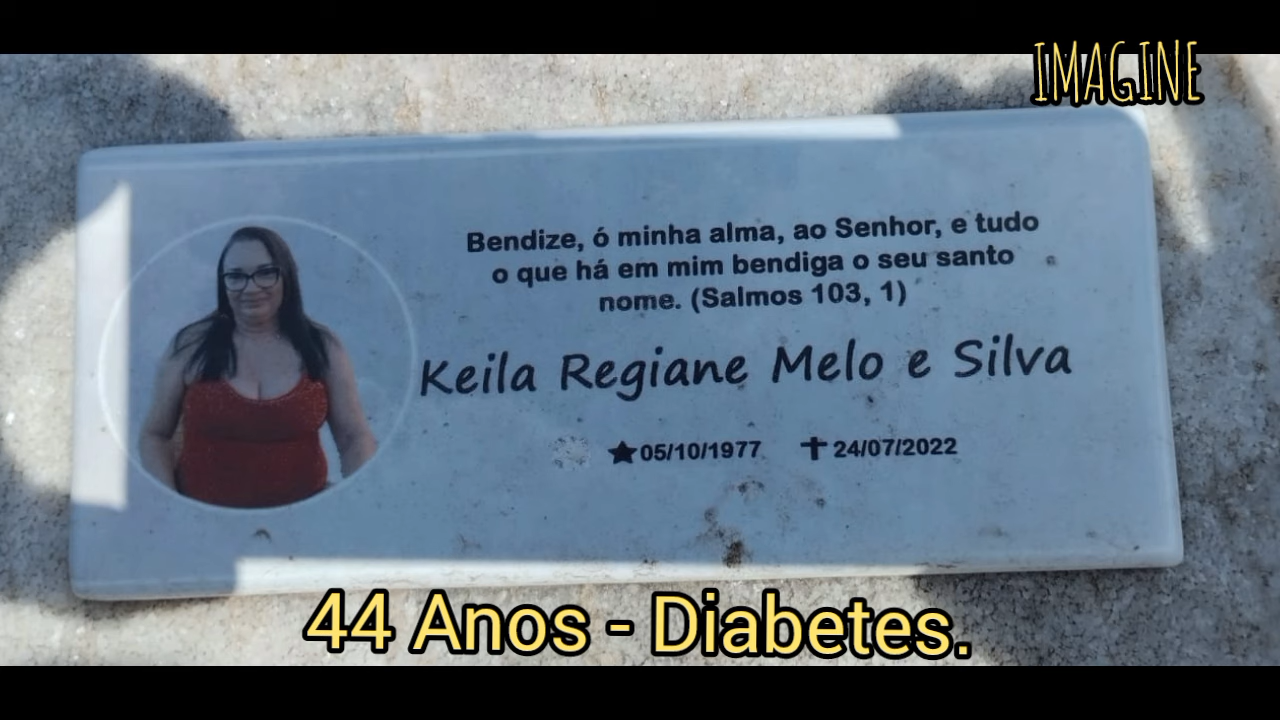 IMAGINE
Bendize, ó minha alma, ao Senhor, e tudo
o que há em mim bendiga o seu santo
nome. (Salmos 103, 1)
Keila Regiane Melo e Silva
★05/10/1977 ✝24/07/2022
44 Anos - Diabetes.